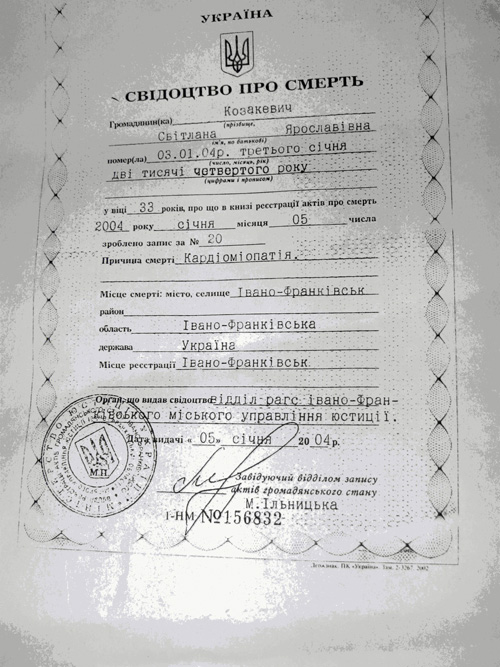 УКРАЇНА
СВІДОЦТВО ПРО СМЕРТЬ
Громадянин(ка) Козакевич
(прізвище,
Світлана Ярославівна
ім'я, по батькові)
номер(ла) 03.01.04р. третього січня
(число, місяць, рік)
дві тисячі четвертого року
(цифрами і прописом)
у віці 33 років, про що в книзі реєстрації актів про смерть
2004 року січня місяця 05 числа
зроблено запис за № 20
Причина смерті Кардіоміопатія.
Місце смерті: місто, селище Івано-Франківськ
район
область Івано-Франківська
держава Україна
Місце реєстрації Івано-Франківськ
Орган, що видав свідоцтво відділ рагс івано-Фран-
ківського міського управління юстиції.
Дата видачі « 05» січня 20 04р.
М.П.
Завідуючий відділом запису
актів громадянського стану
М.Ільницька
І-НМ №156832